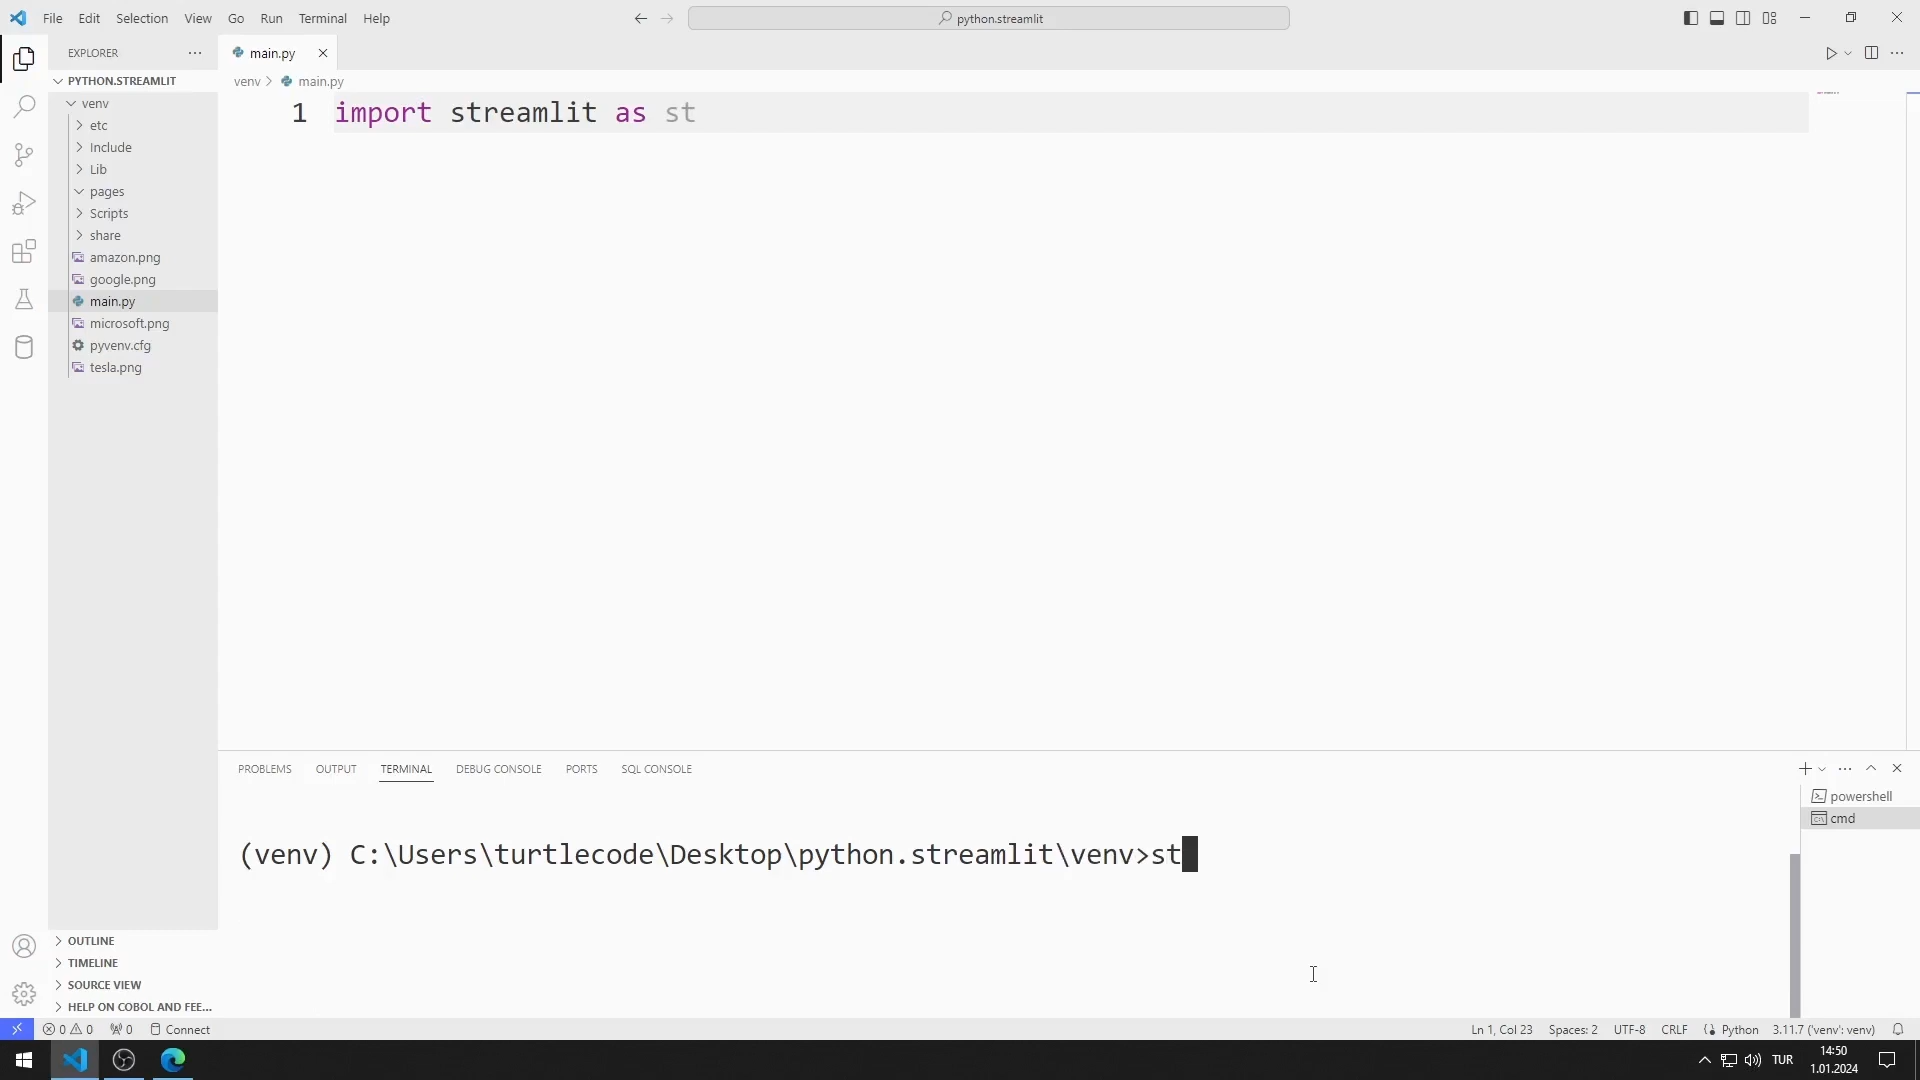 File Edit Selection View Go Run Terminal Help
python.streamlit
EXPLORER
main.py
PYTHON.STREAMLIT
venv > main.py
venv
etc
Include
Lib
pages
Scripts
share
amazon.png
google.png
main.py
microsoft.png
pyvenv.cfg
tesla.png
1 import streamlit as st
PROBLEMS OUTPUT TERMINAL DEBUG CONSOLE PORTS SQL CONSOLE
powershell
cmd
(venv) C:\Users\turtlecode\Desktop\python.streamlit\venv>st
OUTLINE
TIMELINE
SOURCE VIEW
HELP ON COBOL AND FEE...
0 0 0 Connect
Ln 1, Col 23 Spaces: 2 UTF-8 CRLF Python 3.11.7 ('venv': venv)
TUR
14:50
1.01.2024